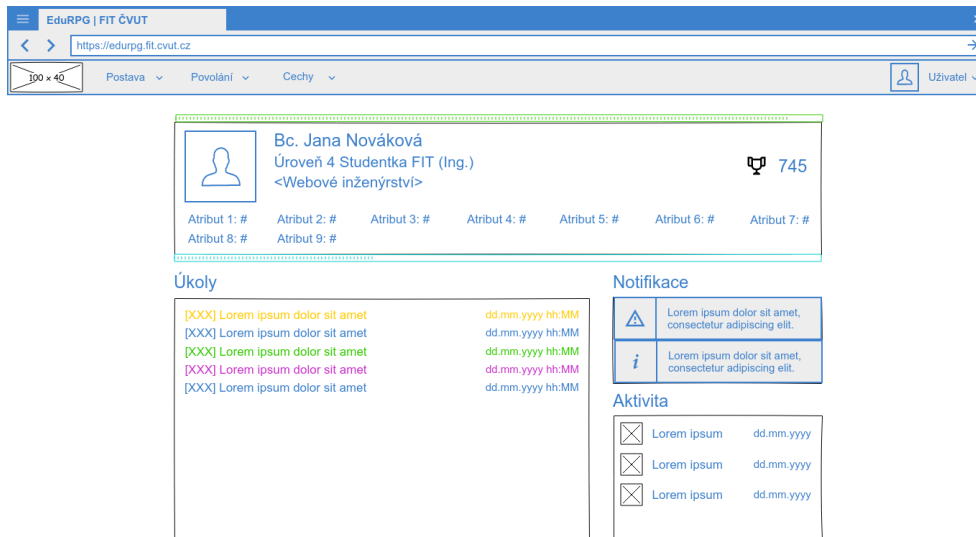 EduRPG | FIT ČVUT
https://edurpg.fit.cvut.cz
100 x 40 Postava Povolání Cechy Uživatel
Bc. Jana Nováková
Úroveň 4 Studentka FIT (Ing.)
<Webové inženýrství>
745
Atribut 1: # Atribut 2: # Atribut 3: # Atribut 4: # Atribut 5: # Atribut 6: # Atribut 7: #
Atribut 8: # Atribut 9: #
Úkoly
[XXX] Lorem ipsum dolor sit amet dd.mm.yyyy hh:MM
[XXX] Lorem ipsum dolor sit amet dd.mm.yyyy hh:MM
[XXX] Lorem ipsum dolor sit amet dd.mm.yyyy hh:MM
[XXX] Lorem ipsum dolor sit amet dd.mm.yyyy hh:MM
[XXX] Lorem ipsum dolor sit amet dd.mm.yyyy hh:MM
Notifikace
Lorem ipsum dolor sit amet,
consectetur adipiscing elit.
i
Lorem ipsum dolor sit amet,
consectetur adipiscing elit.
Aktivita
Lorem ipsum dd.mm.yyyy
Lorem ipsum dd.mm.yyyy
Lorem ipsum dd.mm.yyyy